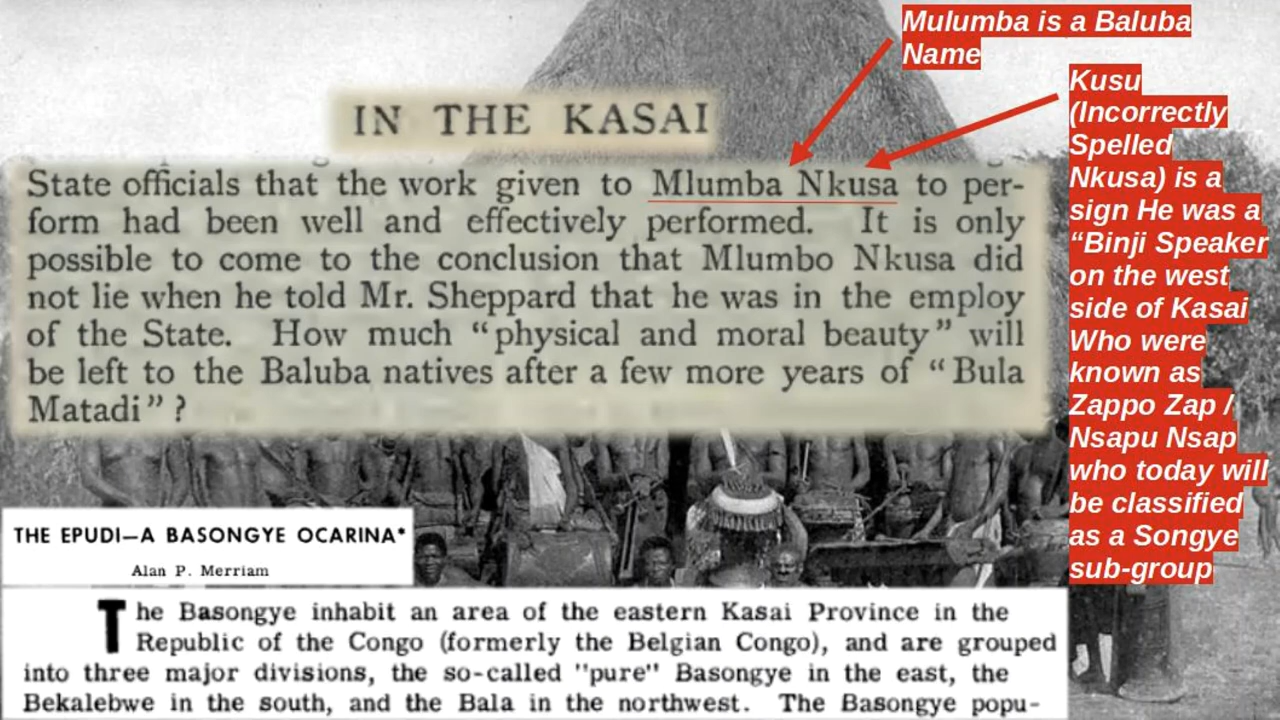 Mulumba is a Baluba
Name
Kusu
(Incorrectly
Spelled
Nkusa) is a
sign He was a
“Binji Speaker
on the west
side of Kasai
Who were
known as
Zappo Zap /
Nsapu Nsap
who today will
be classified
as a Songye
sub-group
IN THE KASAI
State officials that the work given to Mlumba Nkusa to per-
form had been well and effectively performed. It is only
possible to come to the conclusion that Mlumbo Nkusa did
not lie when he told Mr. Sheppard that he was in the employ
of the State. How much “physical and moral beauty” will
be left to the Baluba natives after a few more years of “Bula
Matadi”?
THE EPUDI—A BASONGYE OCARINA*
Alan P. Merriam
The Basongye inhabit an area of the eastern Kasai Province in the
Republic of the Congo (formerly the Belgian Congo), and are grouped
into three major divisions, the so-called "pure" Basongye in the east, the
Bekalebwe in the south, and the Bala in the northwest. The Basongye popu-